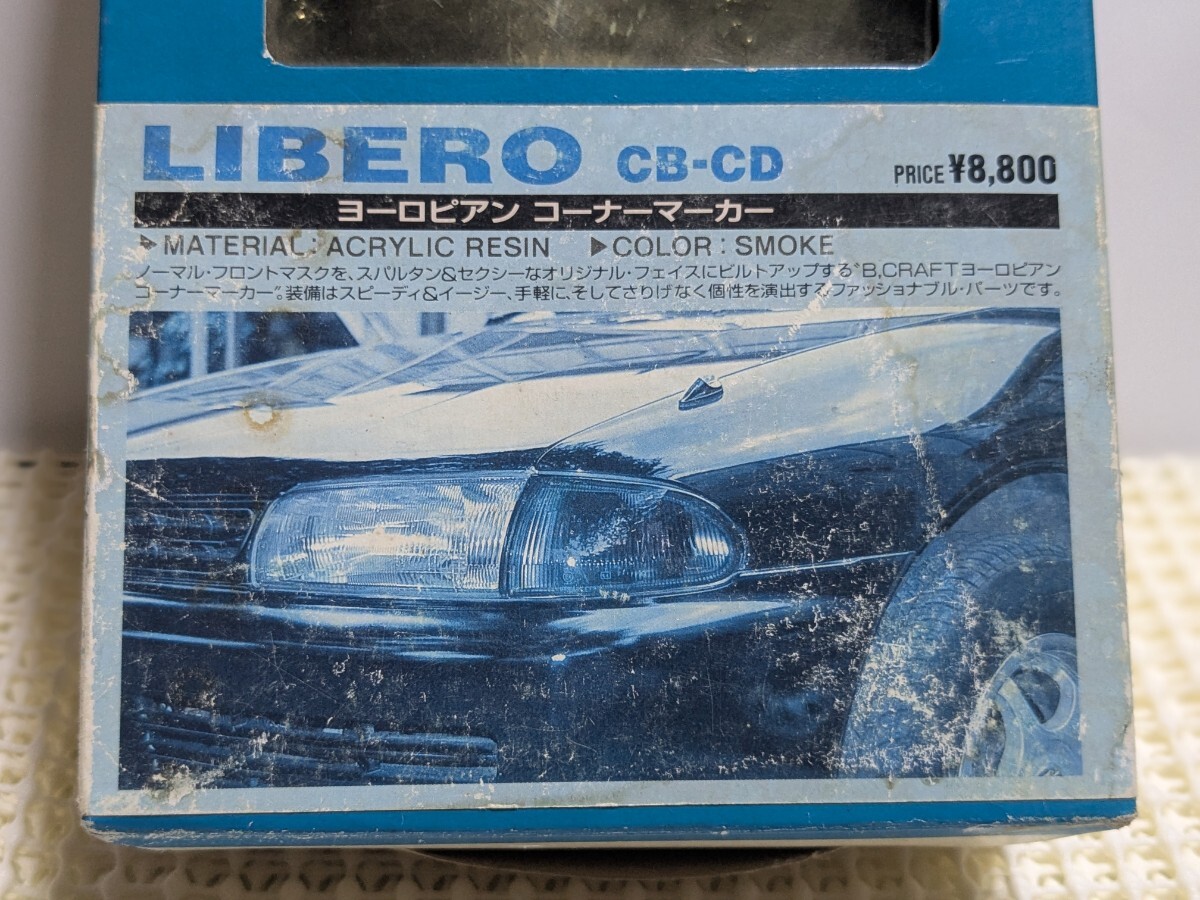 LIBERO CB-CD PRICE ¥8,800
ヨーロピアン コーナーマーカー
▶MATERIAL:ACRYLIC RESIN ▶COLOR:SMOKE
ノーマル・フロントマスクを、スパルタン&セクシーなオリジナル・フェイスにビルトアップする"B,CRAFTヨーロピアン
コーナーマーカー"。装備はスピーディ&イージー、手軽に、そしてさりげなく個性を演出するファッショナブル・パーツです。